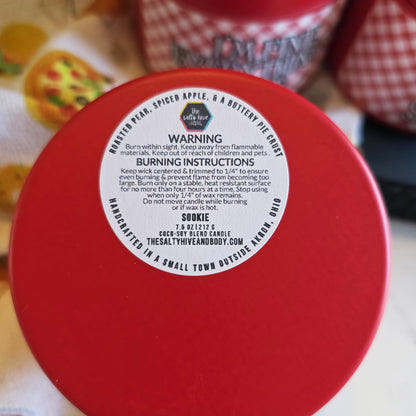 ROASTED PEAR, SPICED APPLE, & A BUTTERY PIE CRUST
the
salty hive
WARNING
Burn within sight. Keep away from flammable
materials. Keep out of reach of children and pets.
BURNING INSTRUCTIONS
Keep wick centered & trimmed to 1/4" to ensure
even burning & prevent flame from becoming too
large. Burn only on a stable, heat resistant surface
for no more than four hours at a time. Stop using
when only 1/4" of wax remains.
Do not move candle while burning
or if wax is hot.
SOOKIE
7.5 OZ | 212 G
COCO-SOY BLEND CANDLE
THESALTYHIVEANDBODY.COM
HANDCRAFTED IN A SMALL TOWN OUTSIDE AKRON, OHIO